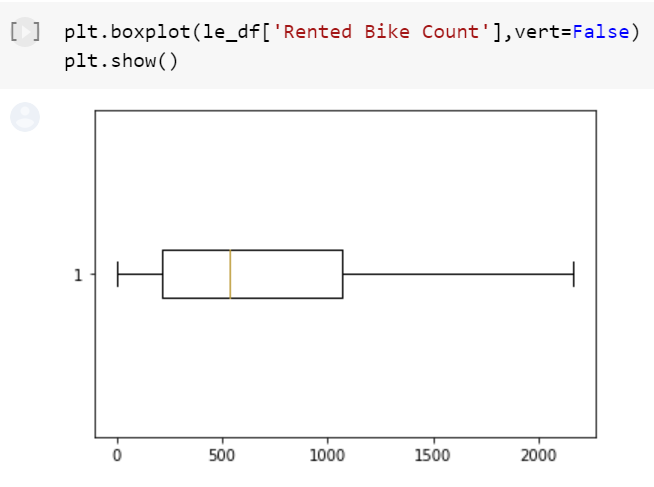 [ ] plt.boxplot(le_df['Rented Bike Count'],vert=False)
plt.show()
1
0 500 1000 1500 2000